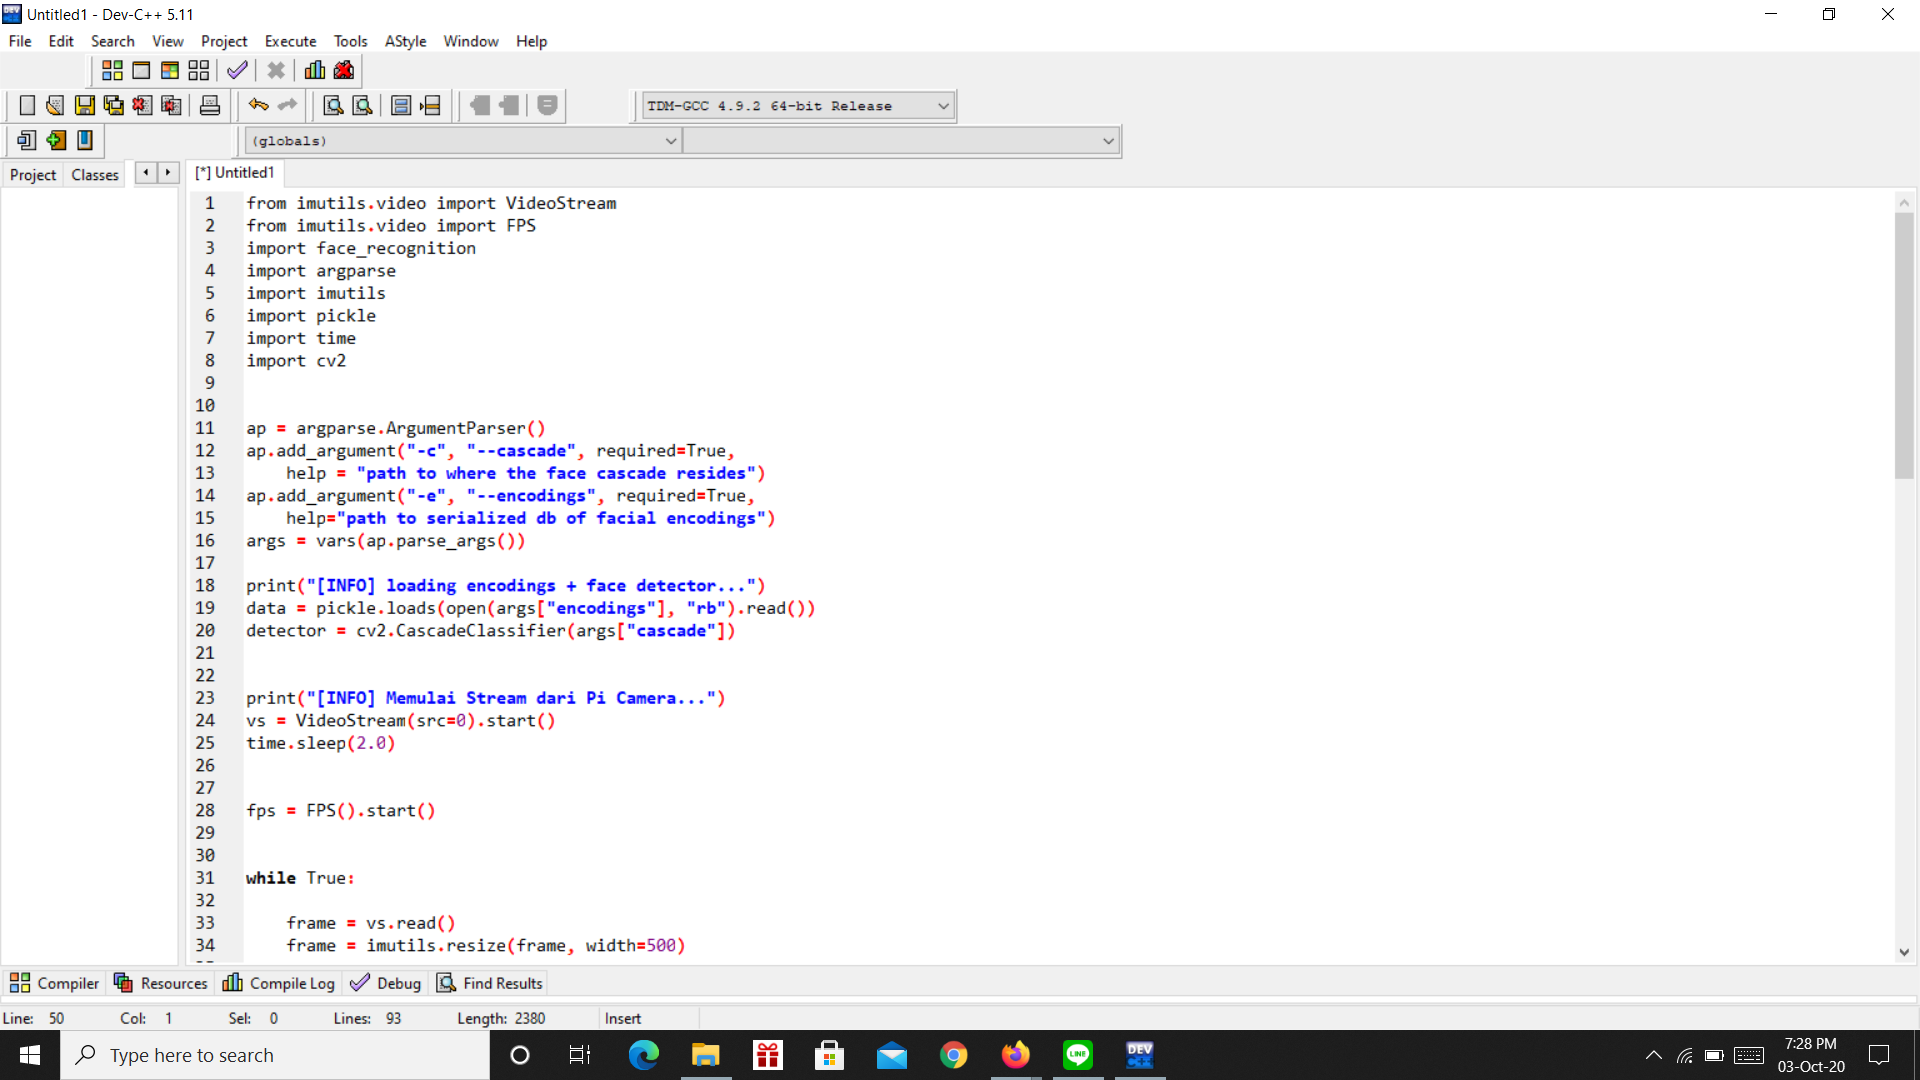 Untitled1 - Dev-C++ 5.11
File Edit Search View Project Execute Tools AStyle Window Help
TDM-GCC 4.9.2 64-bit Release
(globals)
Project Classes [*] Untitled1
1 from imutils.video import VideoStream
2 from imutils.video import FPS
3 import face_recognition
4 import argparse
5 import imutils
6 import pickle
7 import time
8 import cv2
9
10
11 ap = argparse.ArgumentParser()
12 ap.add_argument("-c", "--cascade", required=True,
13     help = "path to where the face cascade resides")
14 ap.add_argument("-e", "--encodings", required=True,
15     help="path to serialized db of facial encodings")
16 args = vars(ap.parse_args())
17
18 print("[INFO] loading encodings + face detector...")
19 data = pickle.loads(open(args["encodings"], "rb").read())
20 detector = cv2.CascadeClassifier(args["cascade"])
21
22
23 print("[INFO] Memulai Stream dari Pi Camera...")
24 vs = VideoStream(src=0).start()
25 time.sleep(2.0)
26
27
28 fps = FPS().start()
29
30
31 while True:
32
33     frame = vs.read()
34     frame = imutils.resize(frame, width=500)
Compiler Resources Compile Log Debug Find Results
Line: 50 Col: 1 Sel: 0 Lines: 93 Length: 2380 Insert
Type here to search
LINE
DEV C++
7:28 PM
03-Oct-20